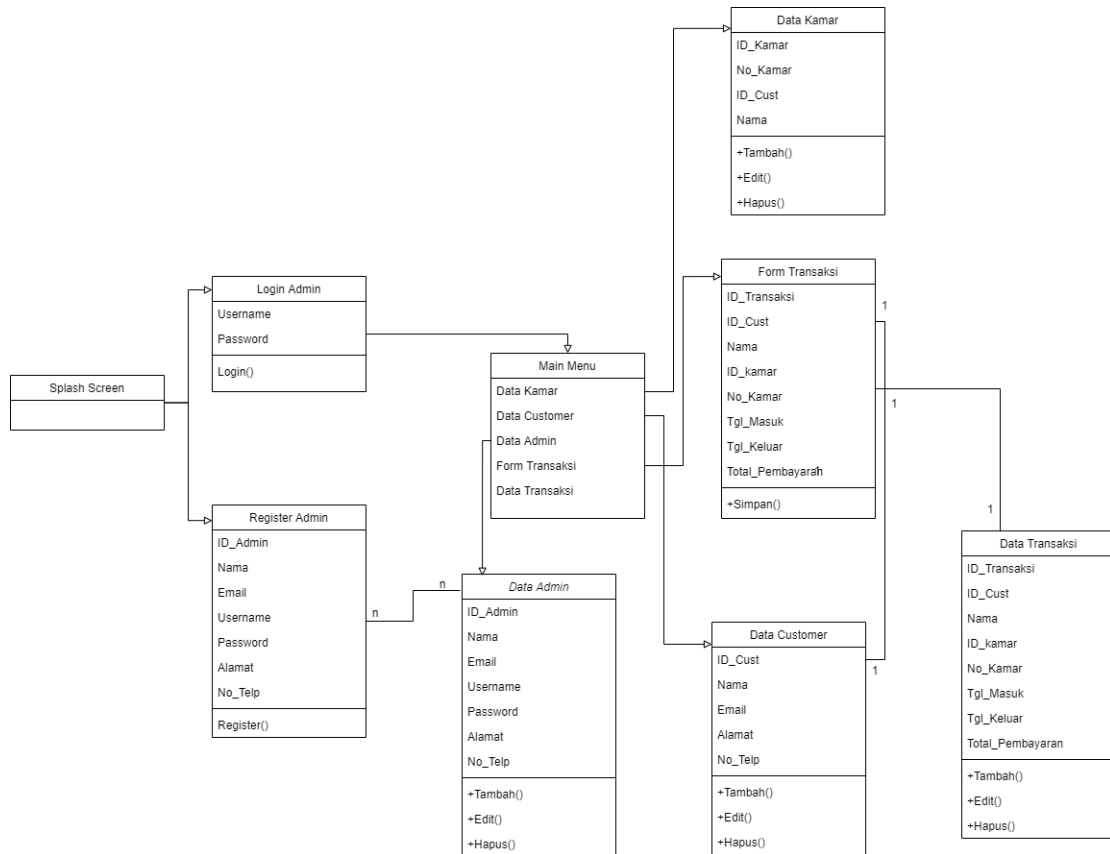 Data Kamar
ID_Kamar
No_Kamar
ID_Cust
Nama
+Tambah()
+Edit()
+Hapus()
Form Transaksi
ID_Transaksi
ID_Cust
Nama
ID_kamar
No_Kamar
Tgl_Masuk
Tgl_Keluar
Total_Pembayaran
+Simpan()
1
1
Login Admin
Username
Password
Login()
Splash Screen
Main Menu
Data Kamar
Data Customer
Data Admin
Form Transaksi
Data Transaksi
Register Admin
ID_Admin
Nama
Email
Username
Password
Alamat
No_Telp
Register()
n
n
Data Admin
ID_Admin
Nama
Email
Username
Password
Alamat
No_Telp
+Tambah()
+Edit()
+Hapus()
Data Customer
ID_Cust
Nama
Email
Alamat
No_Telp
+Tambah()
+Edit()
+Hapus()
1
1
Data Transaksi
ID_Transaksi
ID_Cust
Nama
ID_kamar
No_Kamar
Tgl_Masuk
Tgl_Keluar
Total_Pembayaran
+Tambah()
+Edit()
+Hapus()